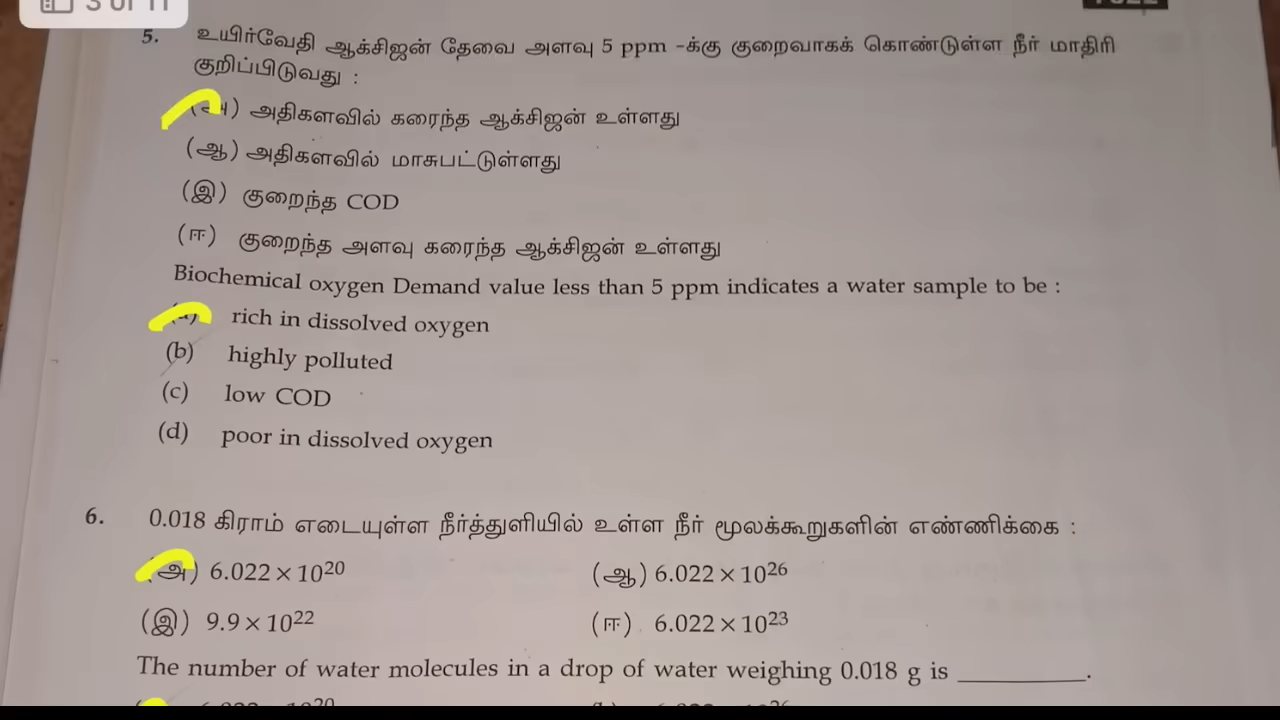 3 of 11
5. உயிர்வேதி ஆக்சிஜன் தேவை அளவு 5 ppm -க்கு குறைவாகக் கொண்டுள்ள நீர் மாதிரி
குறிப்பிடுவது :
(அ) அதிகளவில் கரைந்த ஆக்சிஜன் உள்ளது
(ஆ) அதிகளவில் மாசுபட்டுள்ளது
(இ) குறைந்த COD
(ஈ) குறைந்த அளவு கரைந்த ஆக்சிஜன் உள்ளது
Biochemical oxygen Demand value less than 5 ppm indicates a water sample to be :
(a) rich in dissolved oxygen
(b) highly polluted
(c) low COD
(d) poor in dissolved oxygen
6. 0.018 கிராம் எடையுள்ள நீர்த்துளியில் உள்ள நீர் மூலக்கூறுகளின் எண்ணிக்கை :
(அ) 6.022 × 10²⁰ (ஆ) 6.022 × 10²⁶
(இ) 9.9 × 10²² (ஈ) 6.022 × 10²³
The number of water molecules in a drop of water weighing 0.018 g is ________.